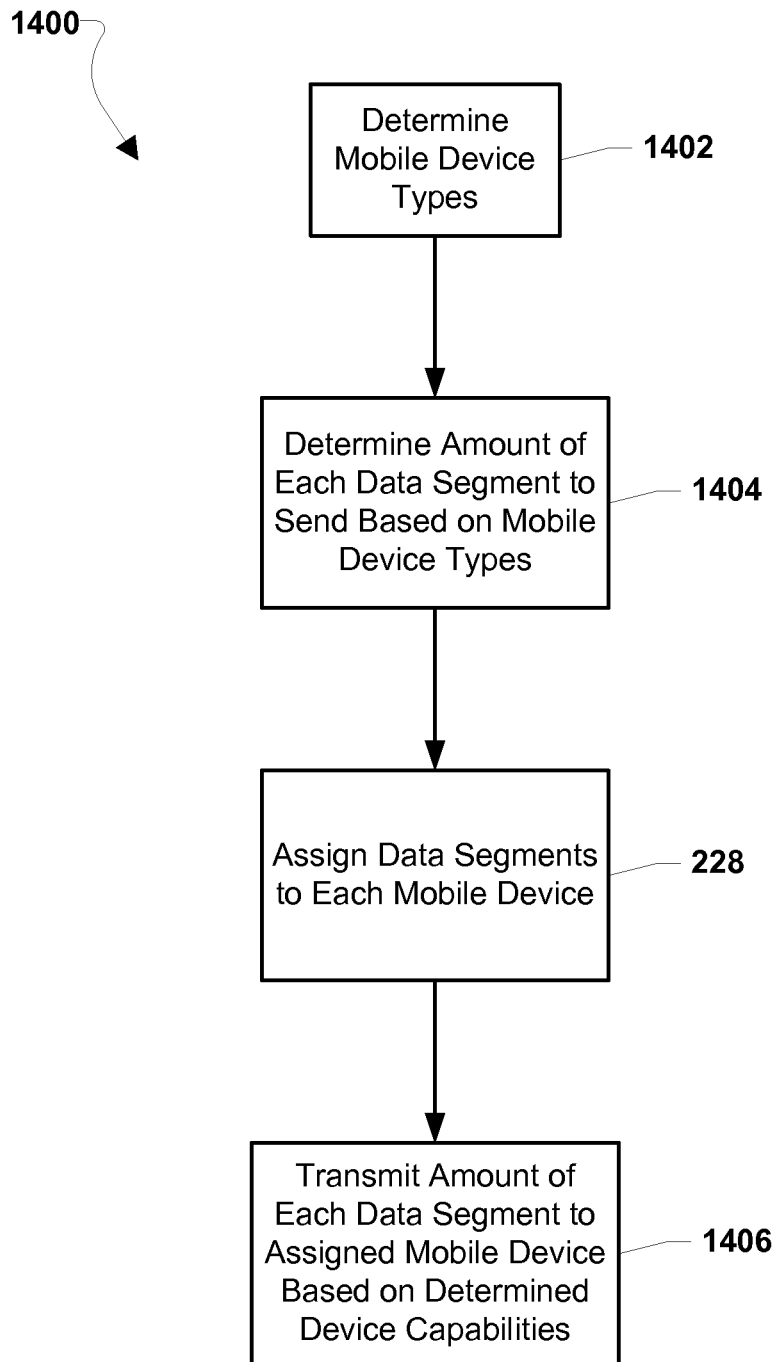 1400
Determine
Mobile Device
Types
1402
Determine Amount of
Each Data Segment to
Send Based on Mobile
Device Types
1404
Assign Data Segments
to Each Mobile Device
228
Transmit Amount of
Each Data Segment to
Assigned Mobile Device
Based on Determined
Device Capabilities
1406